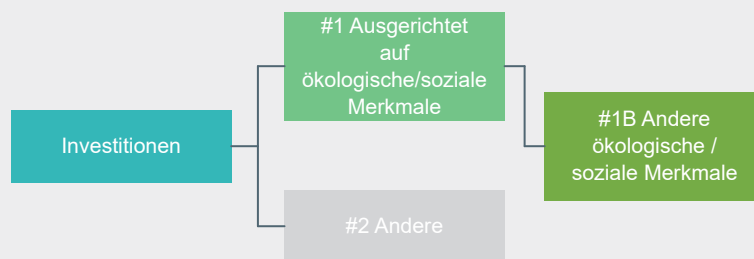 Investitionen
#1 Ausgerichtet
auf
ökologische/soziale
Merkmale
#2 Andere
#1B Andere
ökologische /
soziale Merkmale